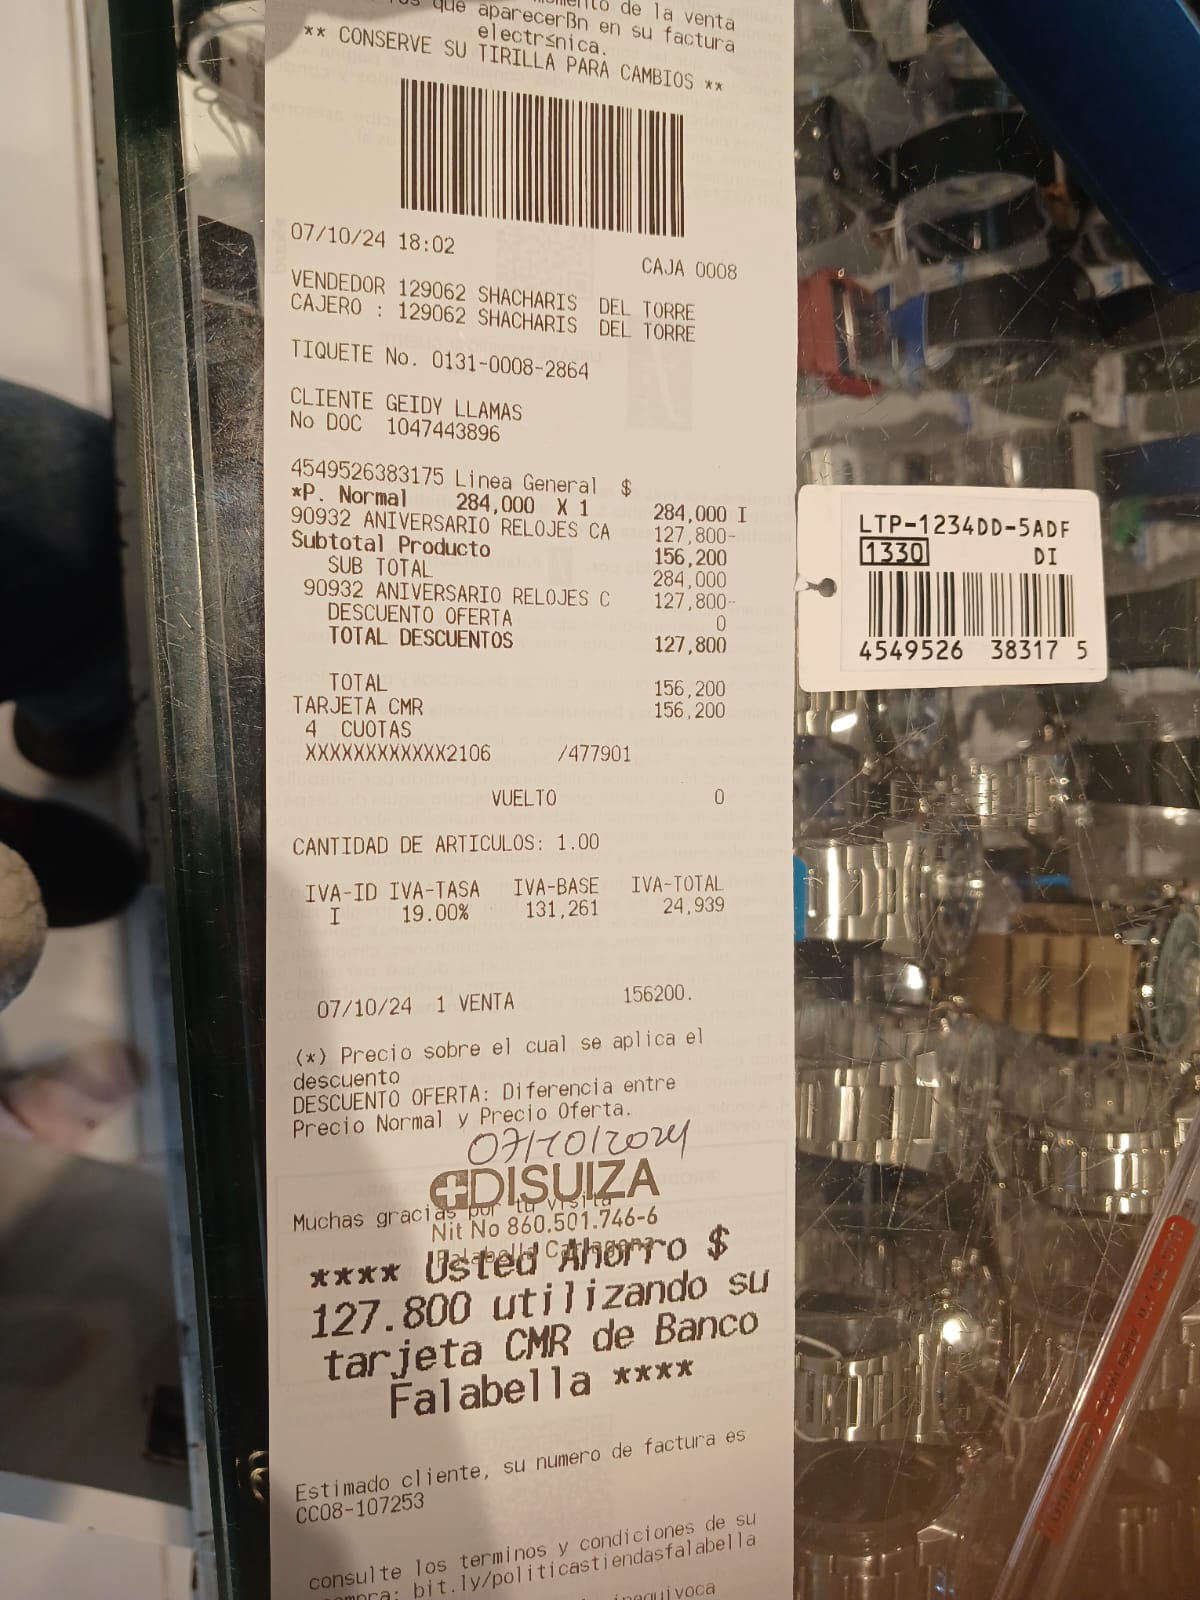 de la venta
que aparecerßn en su factura
electr≤nica.
** CONSERVE SU TIRILLA PARA CAMBIOS **
07/10/24 18:02
CAJA 0008
VENDEDOR 129062 SHACHARIS DEL TORRE
CAJERO : 129062 SHACHARIS DEL TORRE
TIQUETE No. 0131-0008-2864
CLIENTE GEIDY LLAMAS
No DOC 1047443896
4549526383175 Linea General $
*P. Normal 284,000 X 1 284,000 I
90932 ANIVERSARIO RELOJES CA 127,800-
Subtotal Producto 156,200
SUB TOTAL 284,000
90932 ANIVERSARIO RELOJES C 127,800-
DESCUENTO OFERTA 0
TOTAL DESCUENTOS 127,800
TOTAL 156,200
TARJETA CMR 156,200
4 CUOTAS
XXXXXXXXXXXX2106 /477901
VUELTO 0
CANTIDAD DE ARTICULOS: 1.00
IVA-ID IVA-TASA IVA-BASE IVA-TOTAL
I 19.00% 131,261 24,939
07/10/24 1 VENTA 156200.
(*) Precio sobre el cual se aplica el
descuento
DESCUENTO OFERTA: Diferencia entre
Precio Normal y Precio Oferta.
07/10/2024
DISUIZA
Muchas gracias por tu visita
Nit No 860.501.746-6
Falabella Cartagena
**** Usted Ahorro $
127.800 utilizando su
tarjeta CMR de Banco
Falabella ****
Estimado cliente, su numero de factura es
CC08-107253
consulte los terminos y condiciones de su
compra: bit.ly/politicastiendasfalabella
inequivoca
LTP-1234DD-5ADF
1330 DI
4549526 38317 5